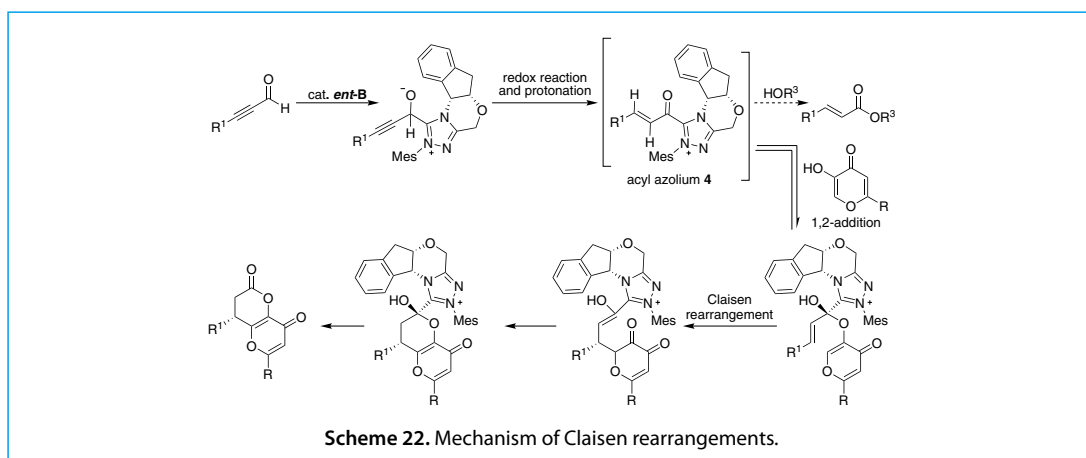 O
H
R1
cat. ent-B
O
−
R1
H
N
O
N
N
+
Mes
redox reaction
and protonation
H
O
R1
H
N
O
N
N
+
Mes
acyl azolium 4
HOR3
O
R1
OR3
O
HO
O
R
1,2-addition
O
N
N
N
+
HO
Mes
R1
O
O
O
R
Claisen
rearrangement
O
N
N
N
+
HO
Mes
R1
O
O
O
R
O
N
N
N
+
HO
Mes
O
R1
O
O
R
O
O
R1
O
O
R
Scheme 22. Mechanism of Claisen rearrangements.